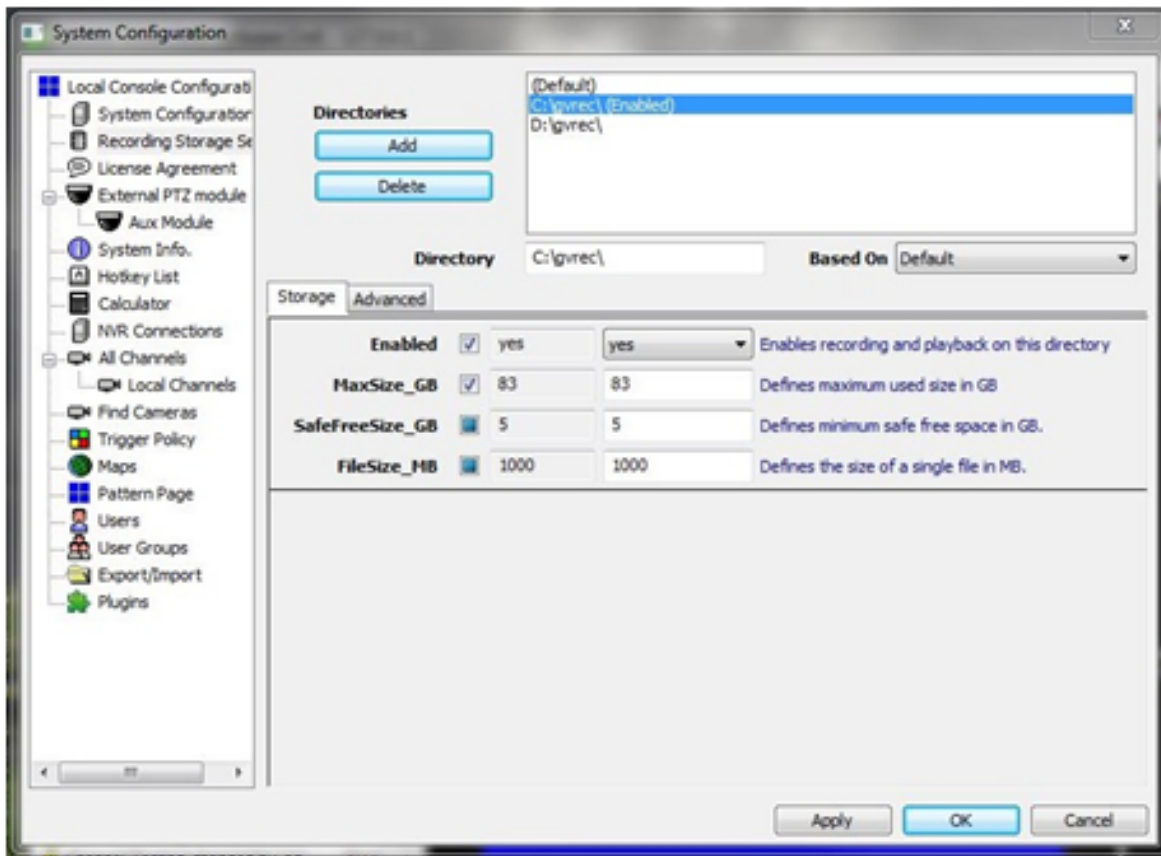 System Configuration
Local Console Configurati
System Configuration
Recording Storage Se
License Agreement
External PTZ module
Aux Module
System Info.
Hotkey List
Calculator
NVR Connections
All Channels
Local Channels
Find Cameras
Trigger Policy
Maps
Pattern Page
Users
User Groups
Export/Import
Plugins
Directories
Add
Delete
(Default)
C:\gvrec\ (Enabled)
D:\gvrec\
Directory C:\gvrec\ Based On Default
Storage Advanced
Enabled yes yes Enables recording and playback on this directory
MaxSize_GB 83 83 Defines maximum used size in GB
SafeFreeSize_GB 5 5 Defines minimum safe free space in GB.
FileSize_MB 1000 1000 Defines the size of a single file in MB.
Apply OK Cancel